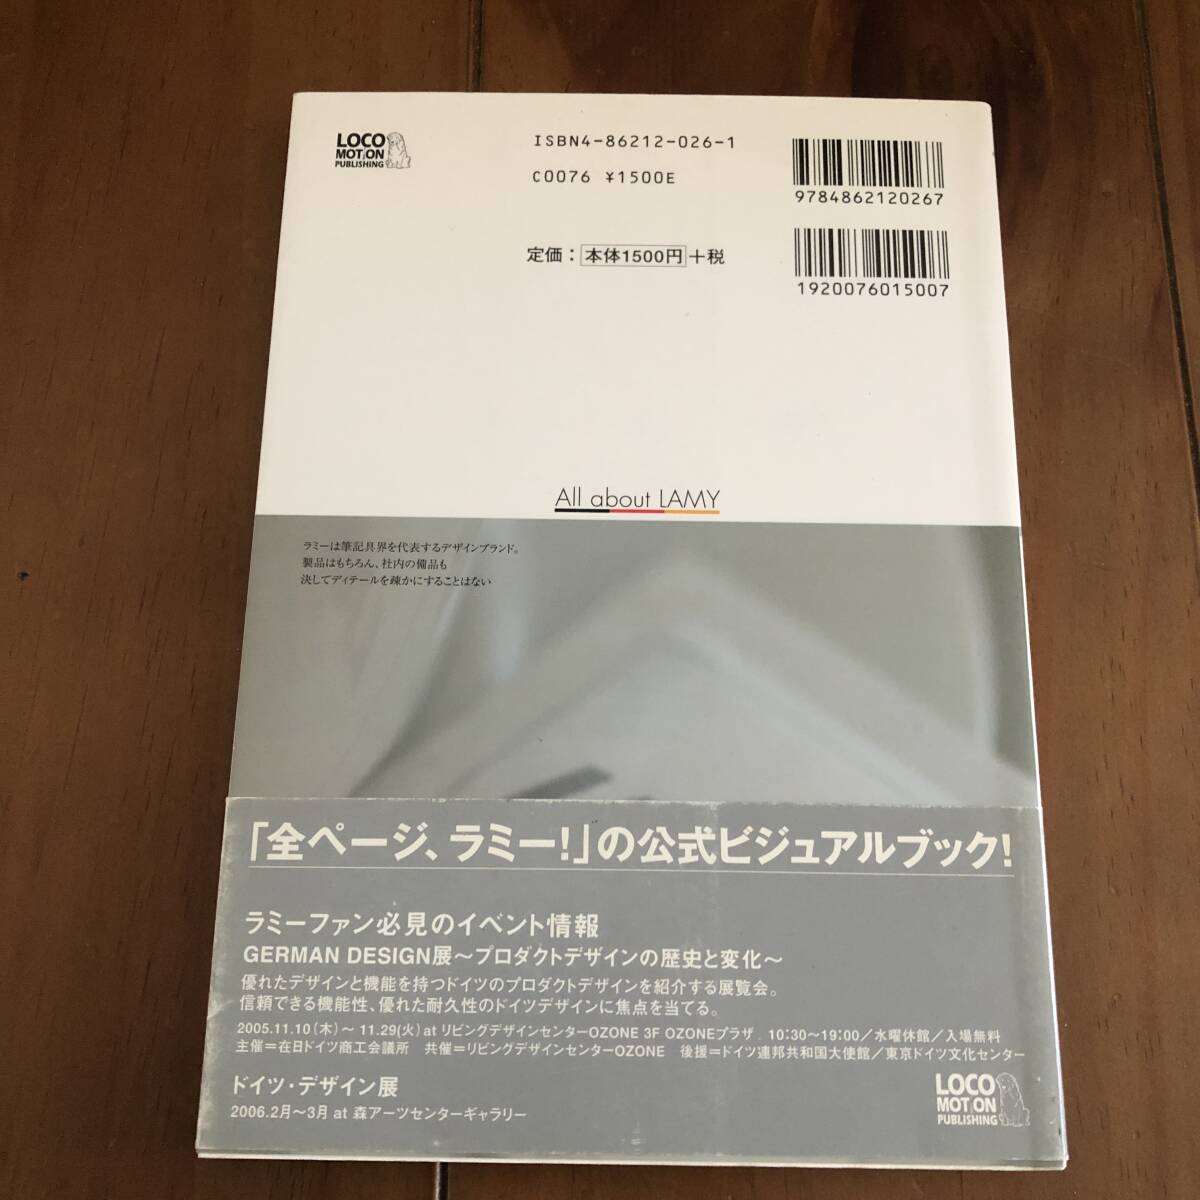 LOCO
MOTION
PUBLISHING
ISBN4-86212-026-1
C0076 ¥1500E
定価：本体1500円+税
9784862120267
1920076015007
All about LAMY
ラミーは筆記具界を代表するデザインブランド。
製品はもちろん、社内の備品も
決してディテールを疎かにすることはない
「全ページ、ラミー！」の公式ビジュアルブック！
ラミーファン必見のイベント情報
GERMAN DESIGN展～プロダクトデザインの歴史と変化～
優れたデザインと機能を持つドイツのプロダクトデザインを紹介する展覧会。
信頼できる機能性、優れた耐久性のドイツデザインに焦点を当てる。
2005.11.10（木）～ 11.29(火) at リビングデザインセンターOZONE 3F OZONEプラザ　10:30～19:00／水曜休館／入場無料
主催＝在日ドイツ商工会議所　共催＝リビングデザインセンターOZONE　後援＝ドイツ連邦共和国大使館／東京ドイツ文化センター
ドイツ・デザイン展
2006.2月～3月 at 森アーツセンターギャラリー
LOCO
MOTION
PUBLISHING